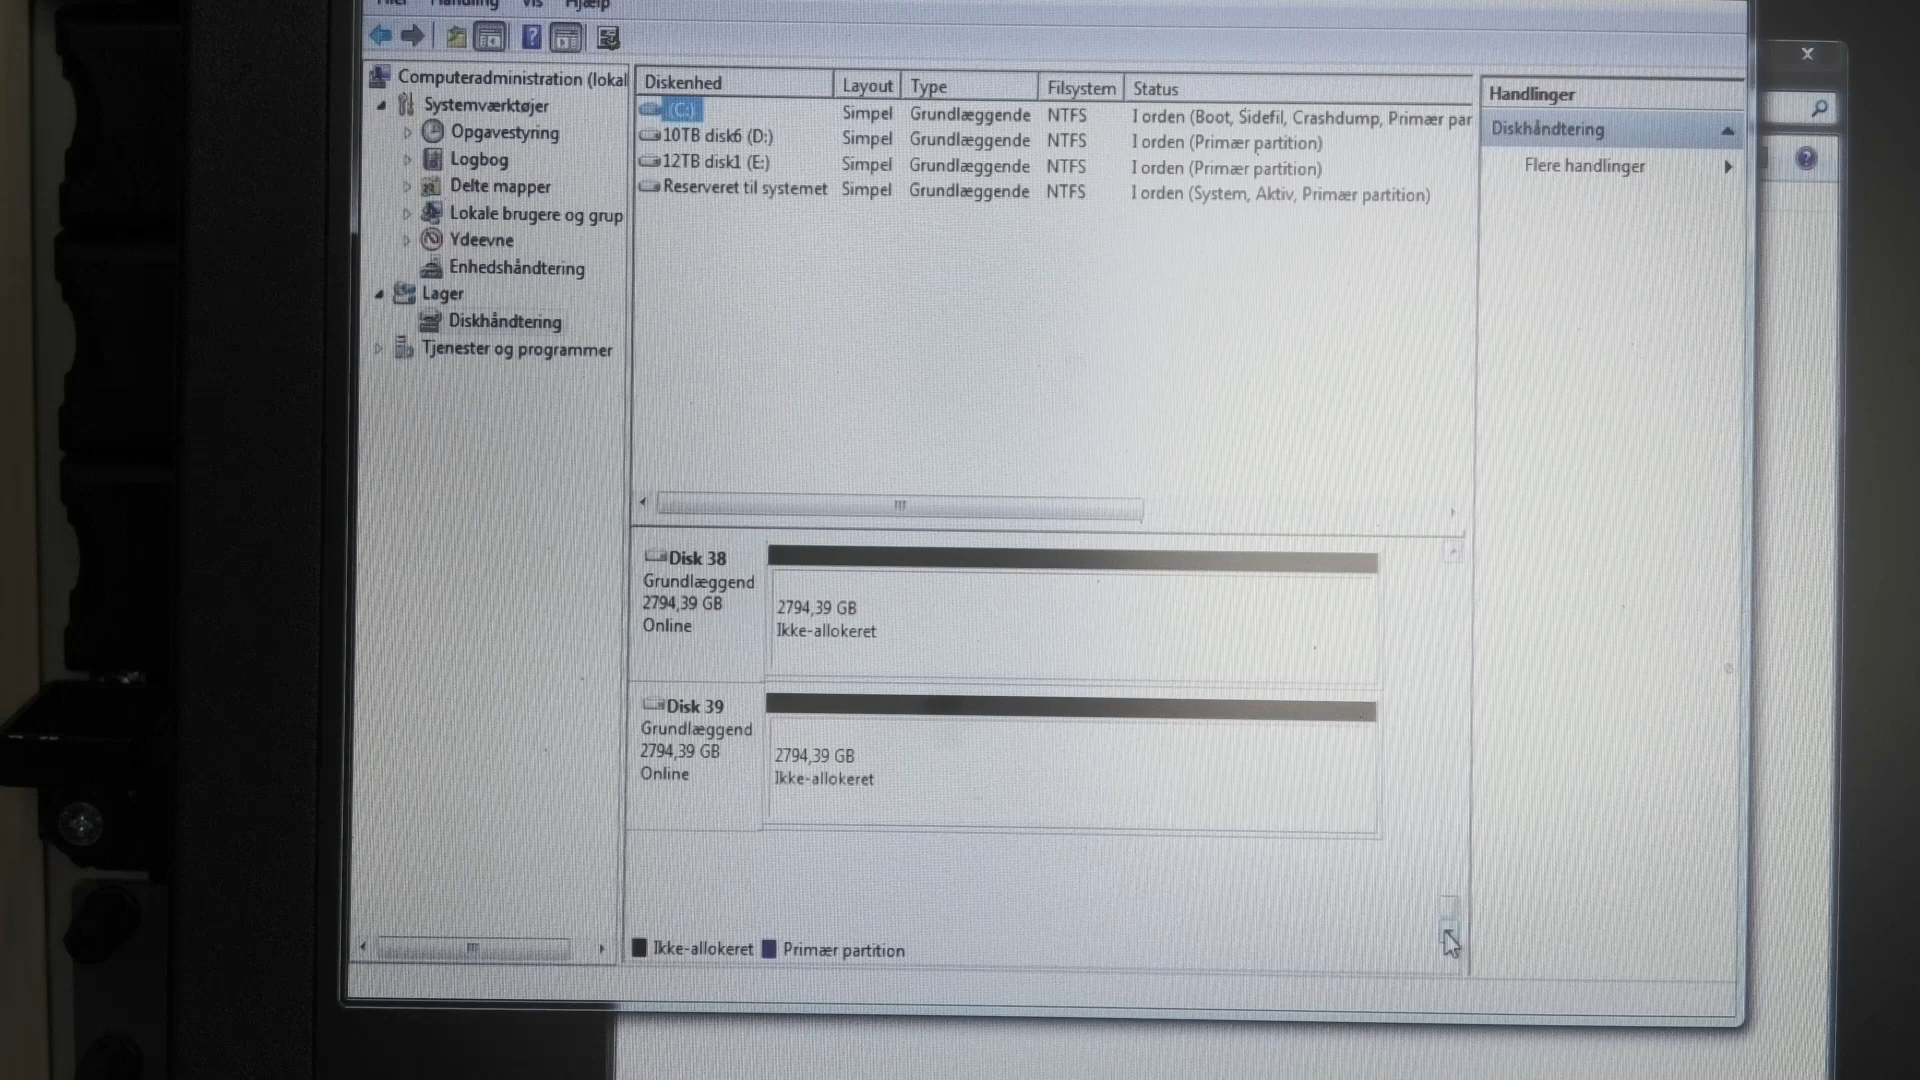 Filer Handling Vis Hjælp
Computeradministration (lokal
Systemværktøjer
Opgavestyring
Logbog
Delte mapper
Lokale brugere og grup
Ydeevne
Enhedshåndtering
Lager
Diskhåndtering
Tjenester og programmer
Diskenhed Layout Type Filsystem Status
(C:) Simpel Grundlæggende NTFS I orden (Boot, Sidefil, Crashdump, Primær par
10TB disk6 (D:) Simpel Grundlæggende NTFS I orden (Primær partition)
12TB disk1 (E:) Simpel Grundlæggende NTFS I orden (Primær partition)
Reserveret til systemet Simpel Grundlæggende NTFS I orden (System, Aktiv, Primær partition)
Disk 38
Grundlæggend
2794,39 GB
Online
2794,39 GB
Ikke-allokeret
Disk 39
Grundlæggend
2794,39 GB
Online
2794,39 GB
Ikke-allokeret
Ikke-allokeret Primær partition
Handlinger
Diskhåndtering
Flere handlinger